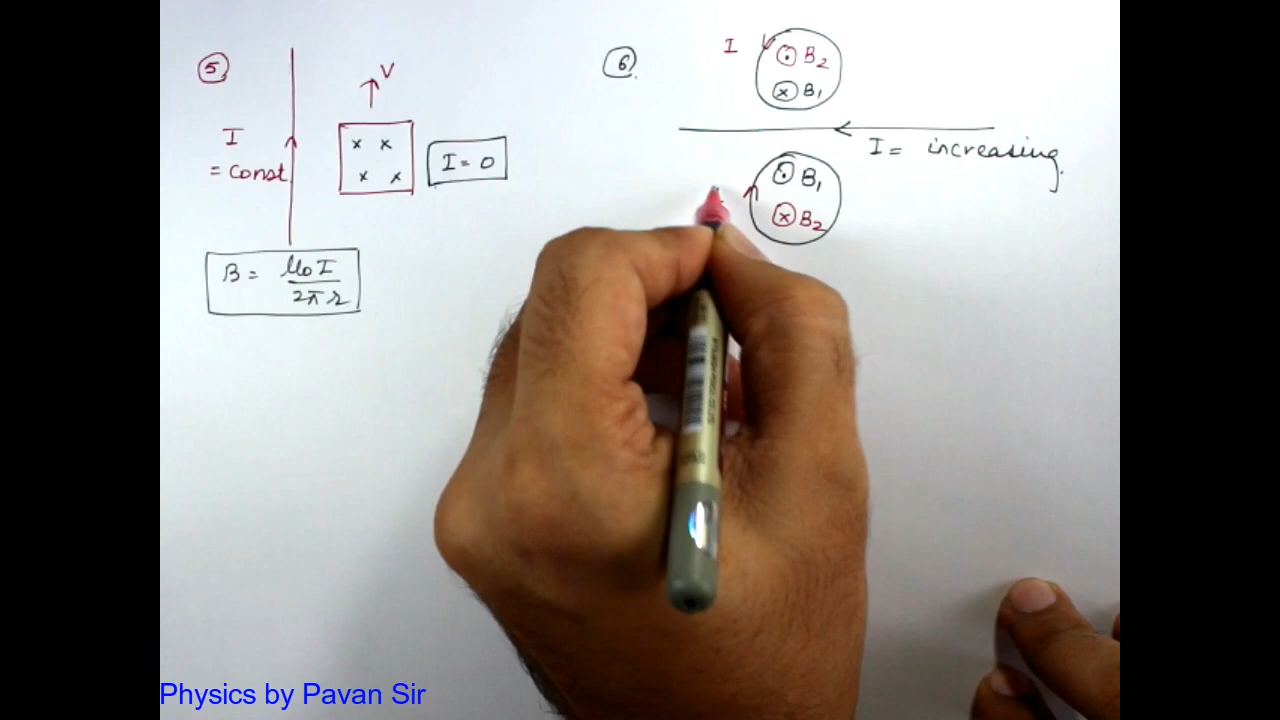 5
V
I
= const
I = 0
B = μ₀I / 2πr
6
I
⊙ B₂
ⓧ B₁
I = increasing
⊙ B₁
ⓧ B₂
Physics by Pavan Sir